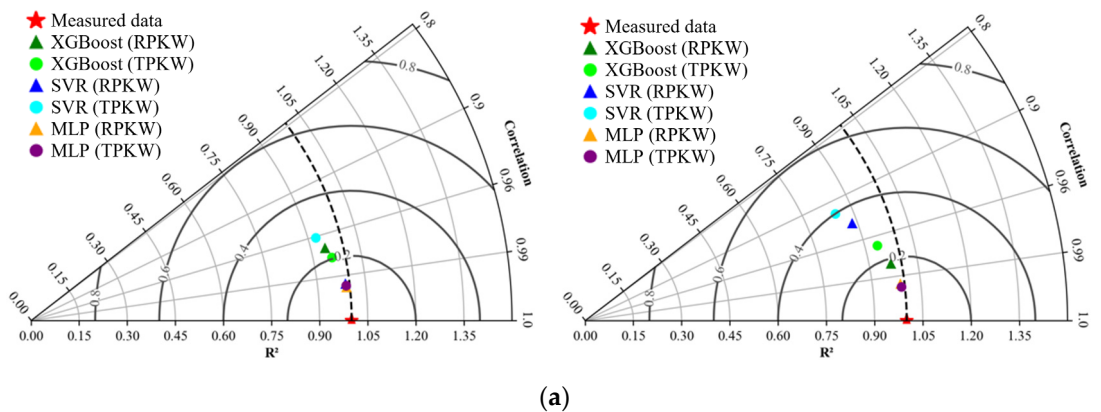 Measured data
XGBoost (RPKW)
XGBoost (TPKW)
SVR (RPKW)
SVR (TPKW)
MLP (RPKW)
MLP (TPKW)
0.8
1.35
1.20
0.8
0.9
1.05
Correlation
0.90
0.96
0.75
0.60
0.45
0.4
0.2
0.99
0.30
0.6
0.15
0.8
0.00
1.0
0.00 0.15 0.30 0.45 0.60 0.75 0.90 1.05 1.20 1.35
R²
Measured data
XGBoost (RPKW)
XGBoost (TPKW)
SVR (RPKW)
SVR (TPKW)
MLP (RPKW)
MLP (TPKW)
0.8
1.35
1.20
0.8
0.9
1.05
Correlation
0.90
0.96
0.75
0.60
0.45
0.4
0.2
0.99
0.30
0.6
0.15
0.8
0.00
1.0
0.00 0.15 0.30 0.45 0.60 0.75 0.90 1.05 1.20 1.35
R²
(a)